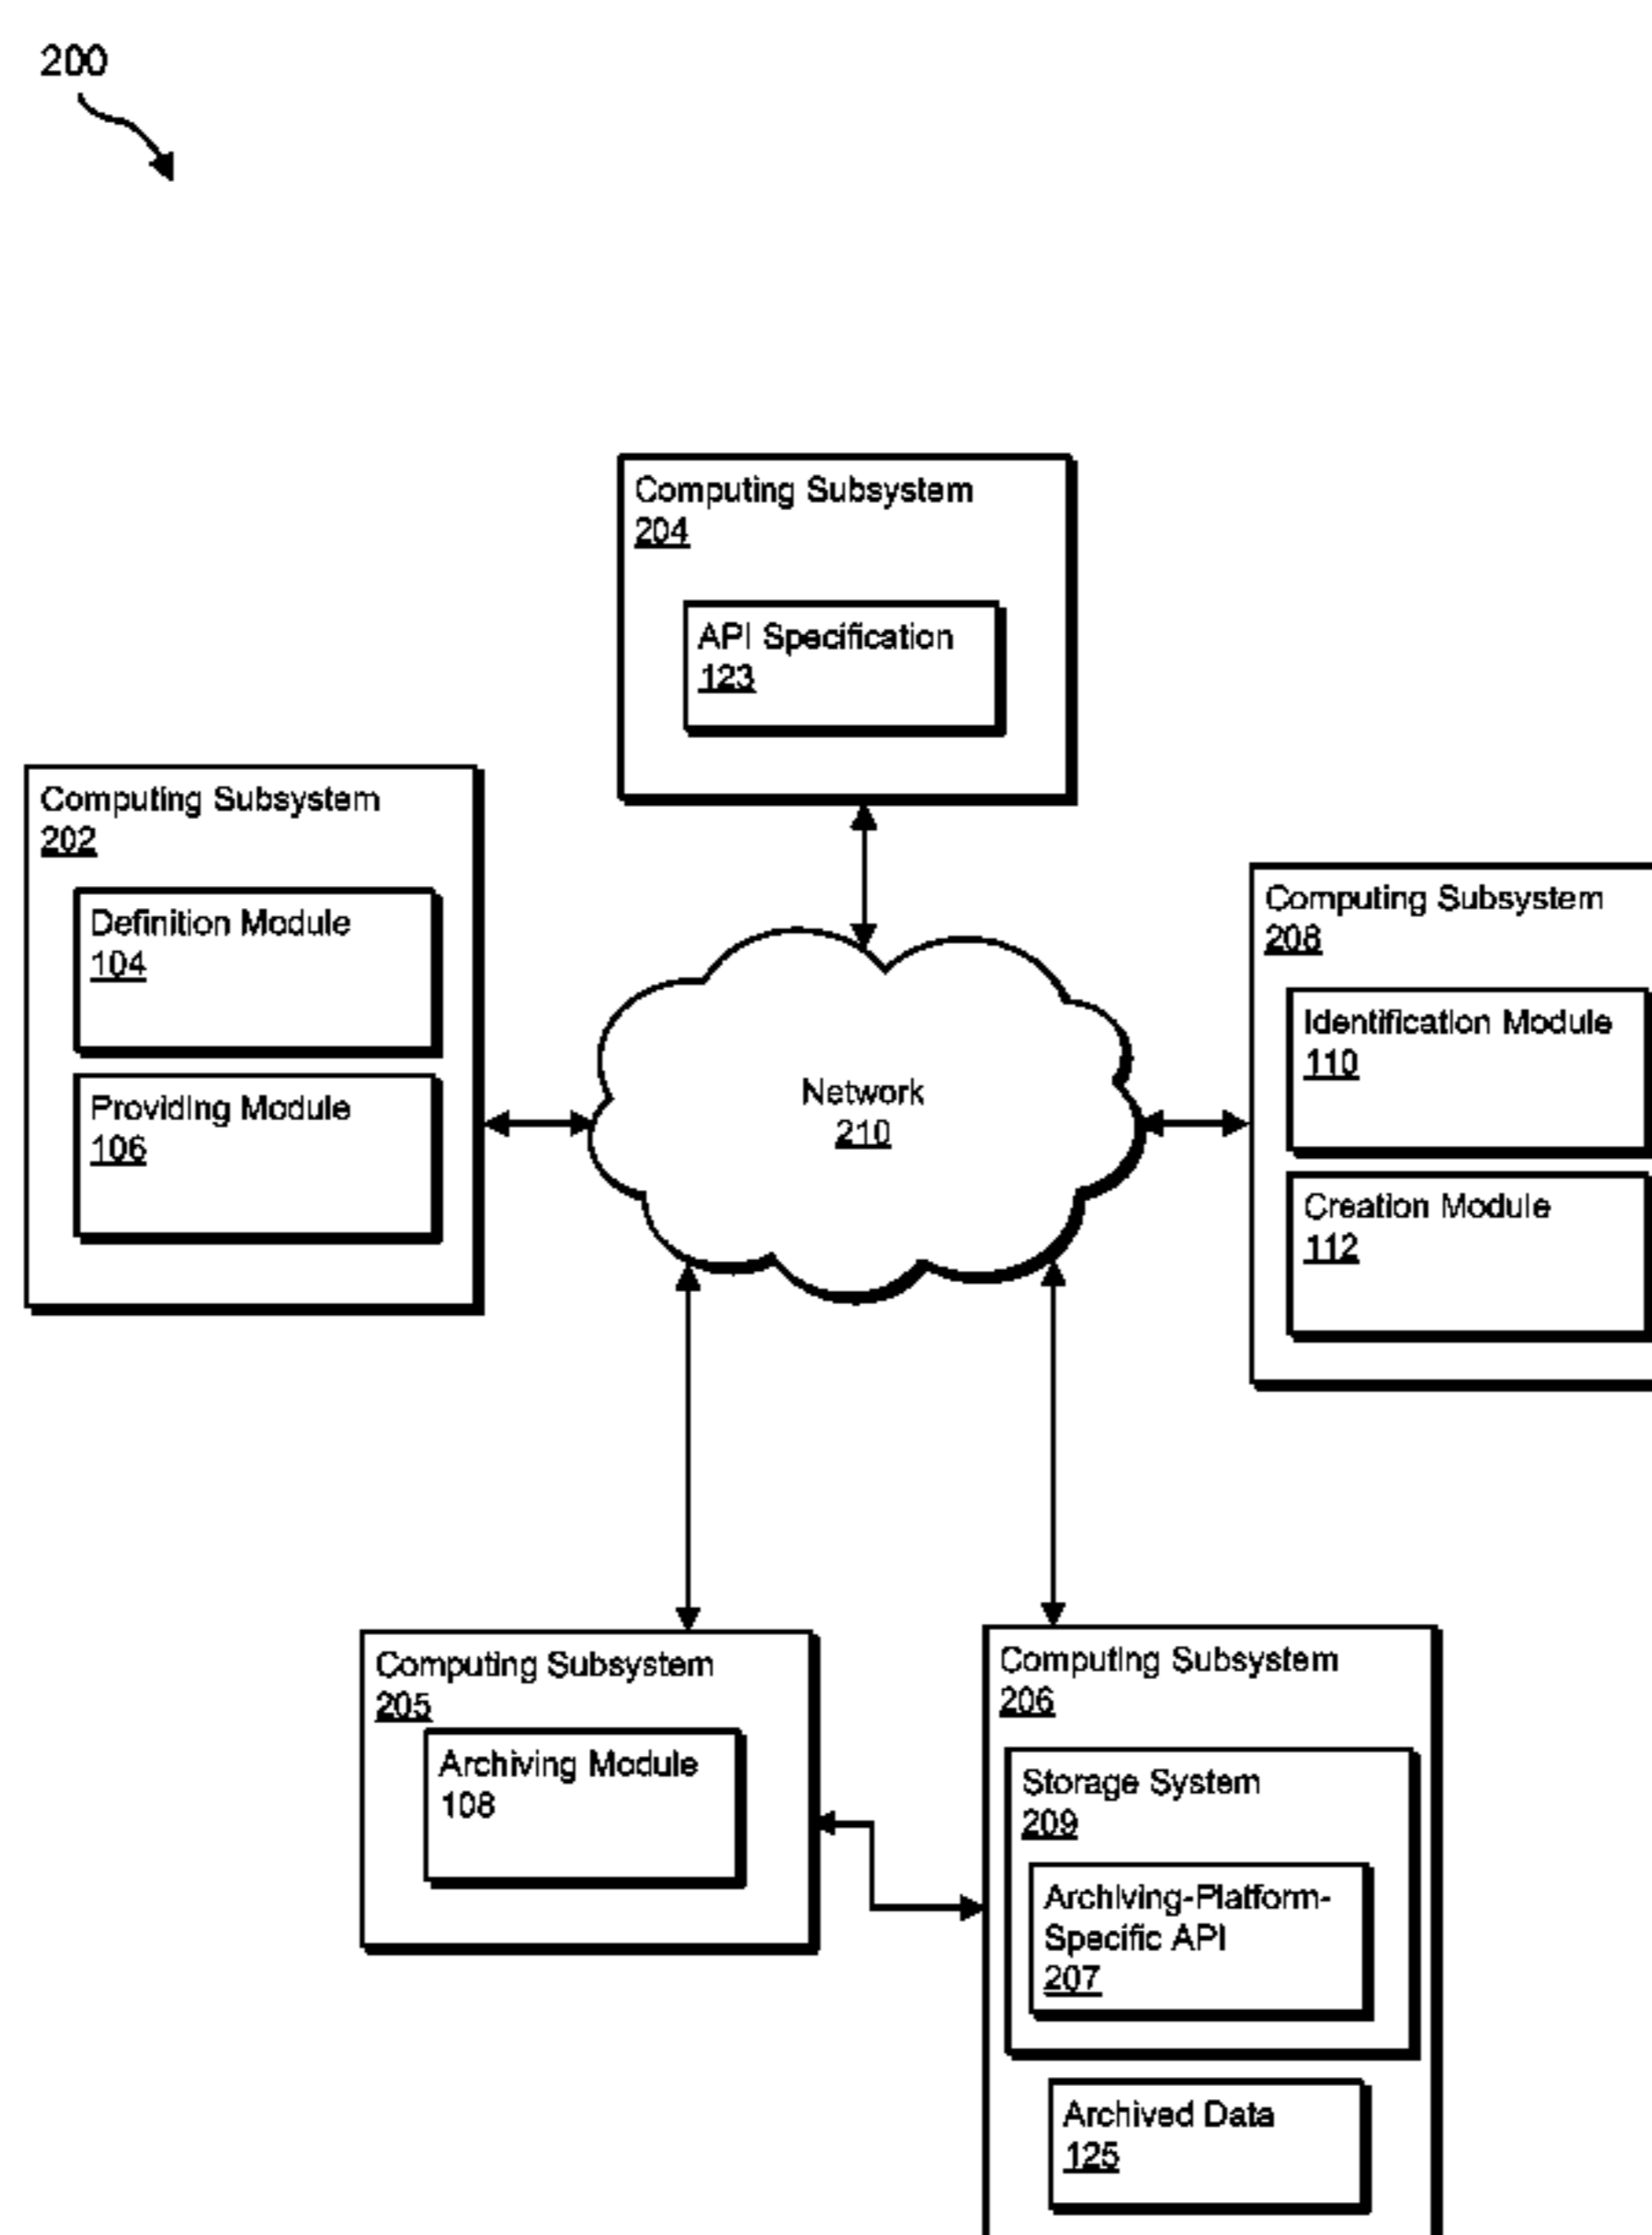 200
Computing Subsystem
204
API Specification
123
Computing Subsystem
202
Definition Module
104
Providing Module
106
Computing Subsystem
208
Identification Module
110
Creation Module
112
Network
210
Computing Subsystem
205
Archiving Module
108
Computing Subsystem
206
Storage System
209
Archiving-Platform-
Specific API
207
Archived Data
125